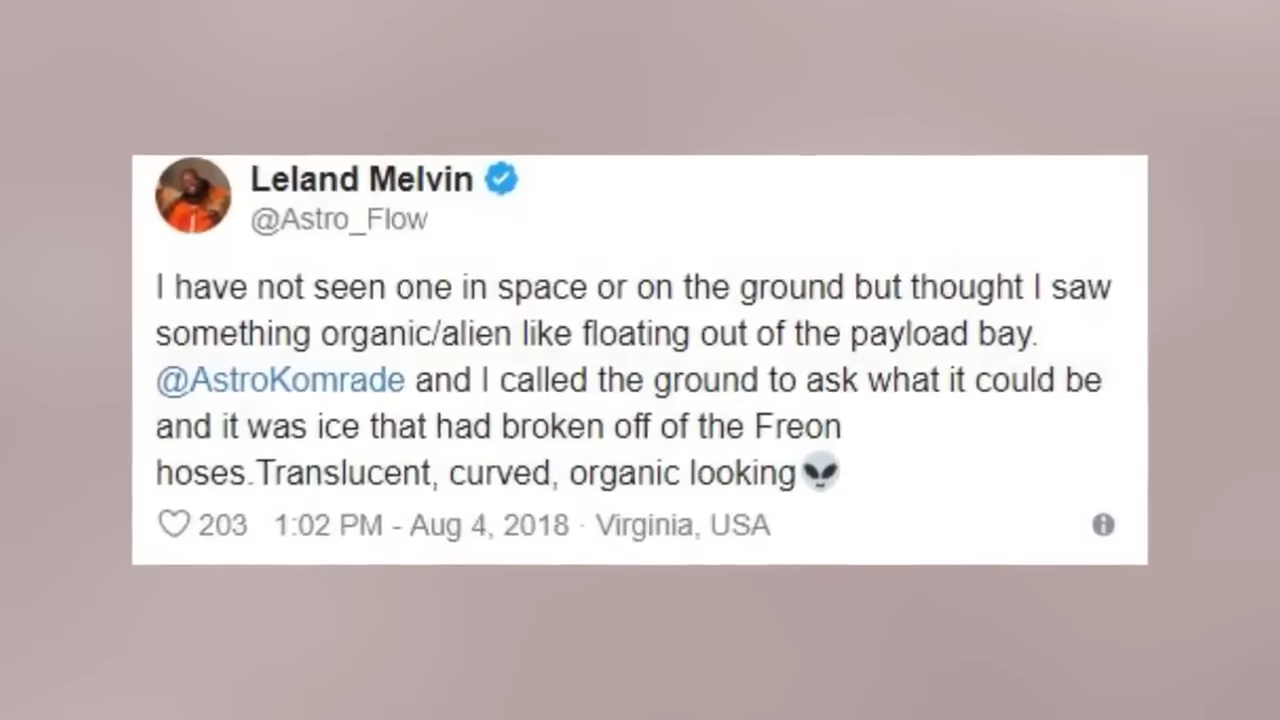 Leland Melvin
@Astro_Flow
I have not seen one in space or on the ground but thought I saw
something organic/alien like floating out of the payload bay.
@AstroKomrade and I called the ground to ask what it could be
and it was ice that had broken off of the Freon
hoses.Translucent, curved, organic looking👽
203 1:02 PM - Aug 4, 2018 · Virginia, USA